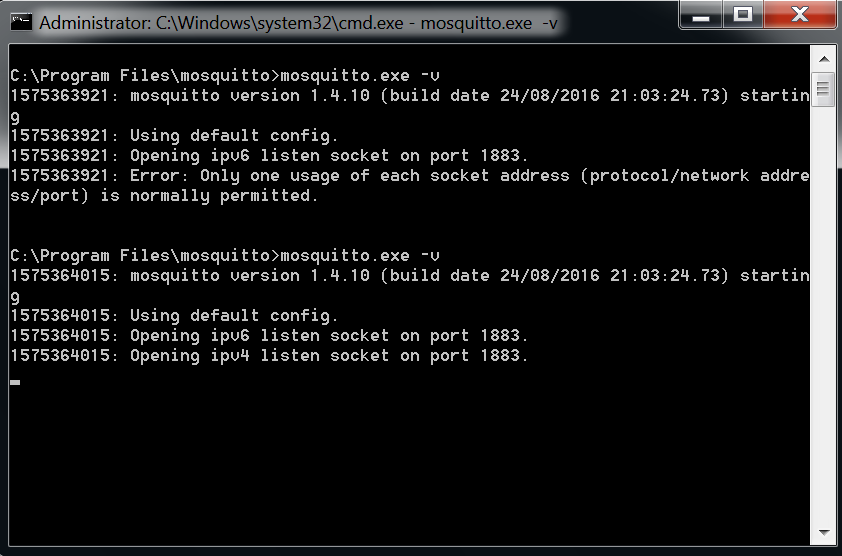 Administrator: C:\Windows\system32\cmd.exe - mosquitto.exe -v
C:\Program Files\mosquitto>mosquitto.exe -v
1575363921: mosquitto version 1.4.10 (build date 24/08/2016 21:03:24.73) startin
g
1575363921: Using default config.
1575363921: Opening ipv6 listen socket on port 1883.
1575363921: Error: Only one usage of each socket address (protocol/network addre
ss/port) is normally permitted.
C:\Program Files\mosquitto>mosquitto.exe -v
1575364015: mosquitto version 1.4.10 (build date 24/08/2016 21:03:24.73) startin
g
1575364015: Using default config.
1575364015: Opening ipv6 listen socket on port 1883.
1575364015: Opening ipv4 listen socket on port 1883.